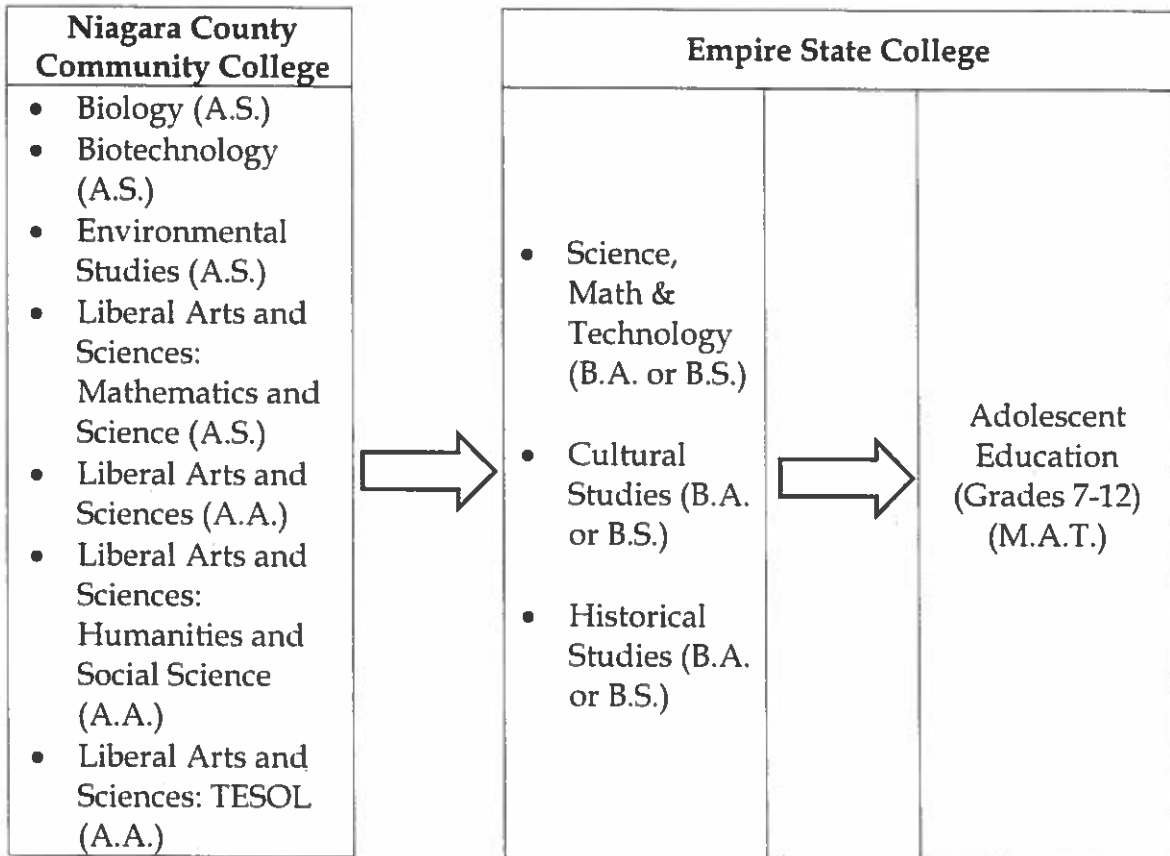 Niagara County
Community College
• Biology (A.S.)
• Biotechnology
(A.S.)
• Environmental
Studies (A.S.)
• Liberal Arts and
Sciences:
Mathematics and
Science (A.S.)
• Liberal Arts and
Sciences (A.A.)
• Liberal Arts and
Sciences:
Humanities and
Social Science
(A.A.)
• Liberal Arts and
Sciences: TESOL
(A.A.)
Empire State College
• Science,
Math &
Technology
(B.A. or B.S.)
• Cultural
Studies (B.A.
or B.S.)
• Historical
Studies (B.A.
or B.S.)
Adolescent
Education
(Grades 7-12)
(M.A.T.)